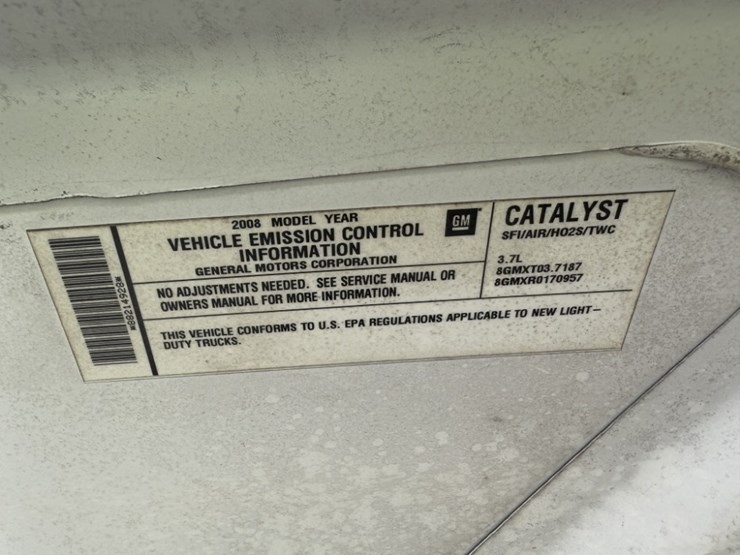 2008 MODEL YEAR
VEHICLE EMISSION CONTROL
INFORMATION
GENERAL MOTORS CORPORATION
GM
NO ADJUSTMENTS NEEDED. SEE SERVICE MANUAL OR
OWNERS MANUAL FOR MORE INFORMATION.
CATALYST
SFI/AIR/HO2S/TWC
3.7L
8GMXT03.7187
8GMXR0170957
THIS VEHICLE CONFORMS TO U.S. EPA REGULATIONS APPLICABLE TO NEW LIGHT-
DUTY TRUCKS.